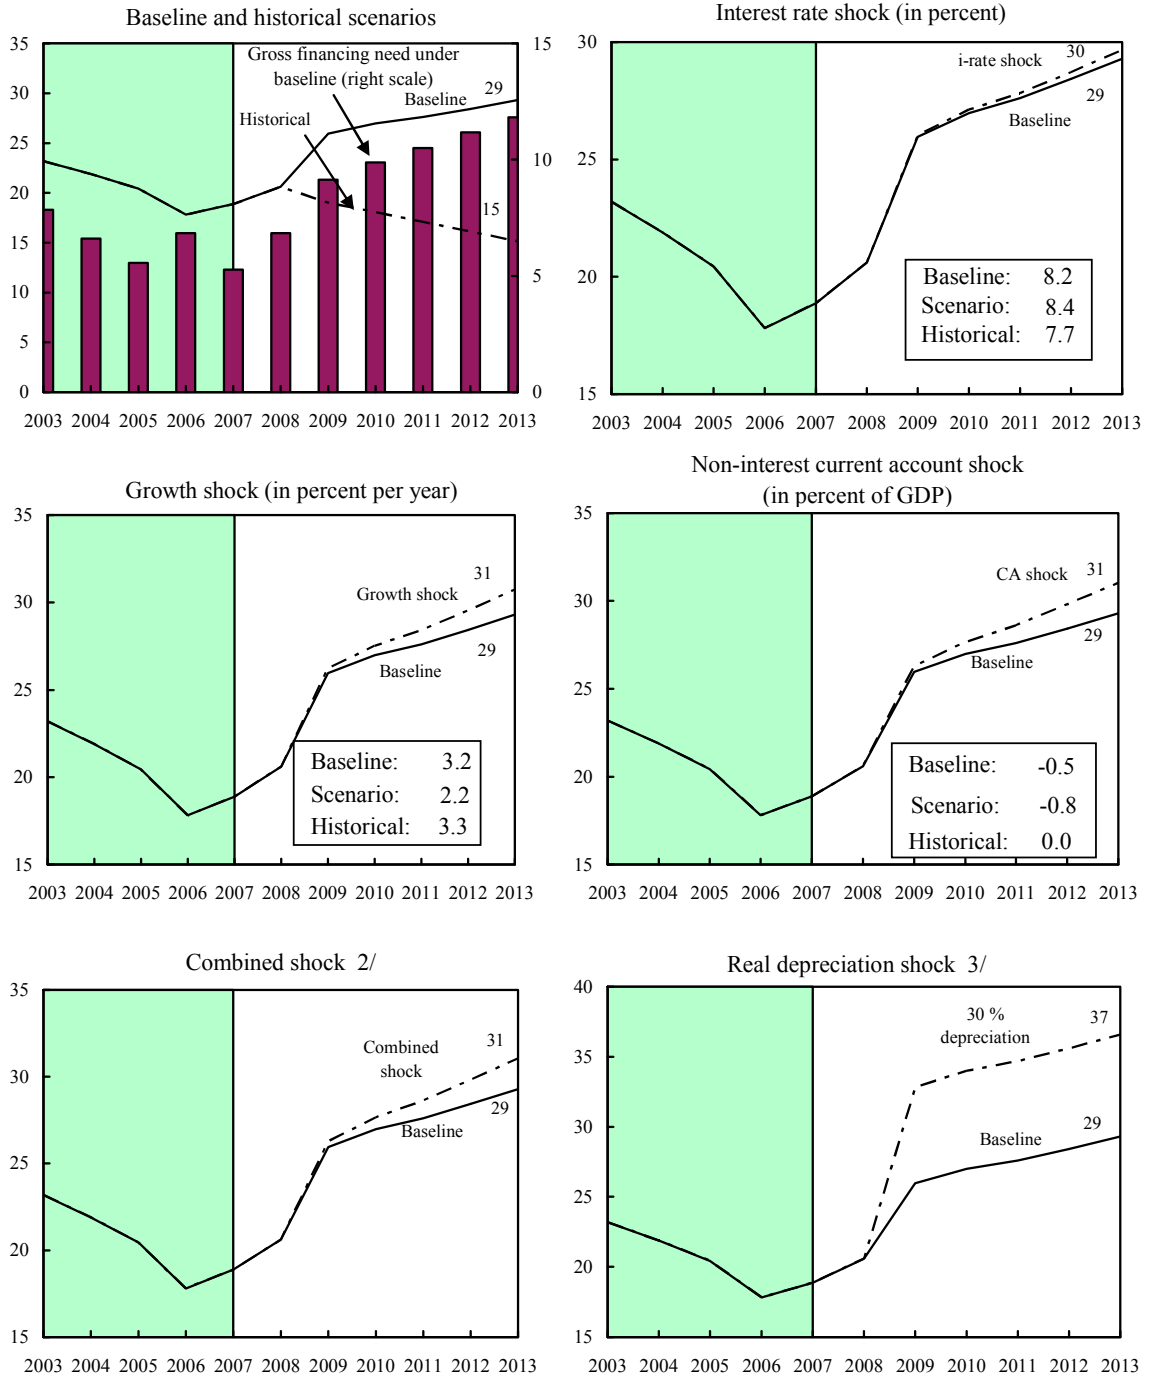 Baseline and historical scenarios
35
30
25
20
15
10
5
0
15
10
5
0
Gross financing need under
baseline (right scale)
29
Baseline
Historical
15
2003 2004 2005 2006 2007 2008 2009 2010 2011 2012 2013
Interest rate shock (in percent)
30
25
20
15
i-rate shock
30
29
Baseline
Baseline: 8.2
Scenario: 8.4
Historical: 7.7
2003 2004 2005 2006 2007 2008 2009 2010 2011 2012 2013
Growth shock (in percent per year)
35
30
25
20
15
31
Growth shock
29
Baseline
Baseline: 3.2
Scenario: 2.2
Historical: 3.3
2003 2004 2005 2006 2007 2008 2009 2010 2011 2012 2013
Non-interest current account shock
(in percent of GDP)
35
30
25
20
15
CA shock
31
29
Baseline
Baseline: -0.5
Scenario: -0.8
Historical: 0.0
2003 2004 2005 2006 2007 2008 2009 2010 2011 2012 2013
Combined shock 2/
35
30
25
20
15
31
Combined
shock
29
Baseline
2003 2004 2005 2006 2007 2008 2009 2010 2011 2012 2013
Real depreciation shock 3/
40
35
30
25
20
15
30 %
depreciation
37
29
Baseline
2003 2004 2005 2006 2007 2008 2009 2010 2011 2012 2013